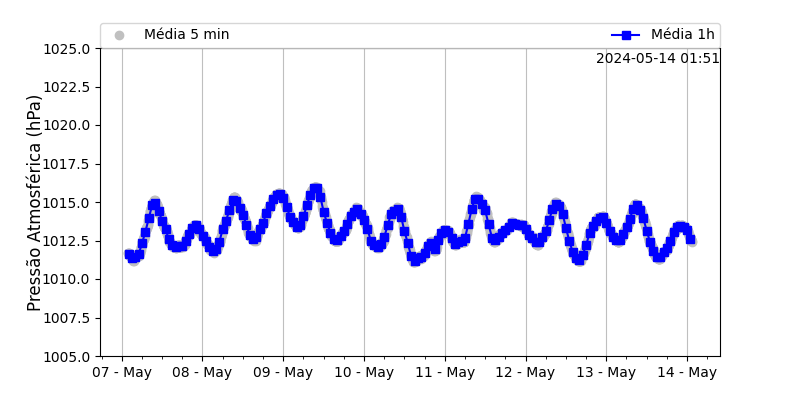 Média 5 min
Média 1h
2024-05-14 01:51
Pressão Atmosférica (hPa)
1025.0
1022.5
1020.0
1017.5
1015.0
1012.5
1010.0
1007.5
1005.0
07 - May 08 - May 09 - May 10 - May 11 - May 12 - May 13 - May 14 - May